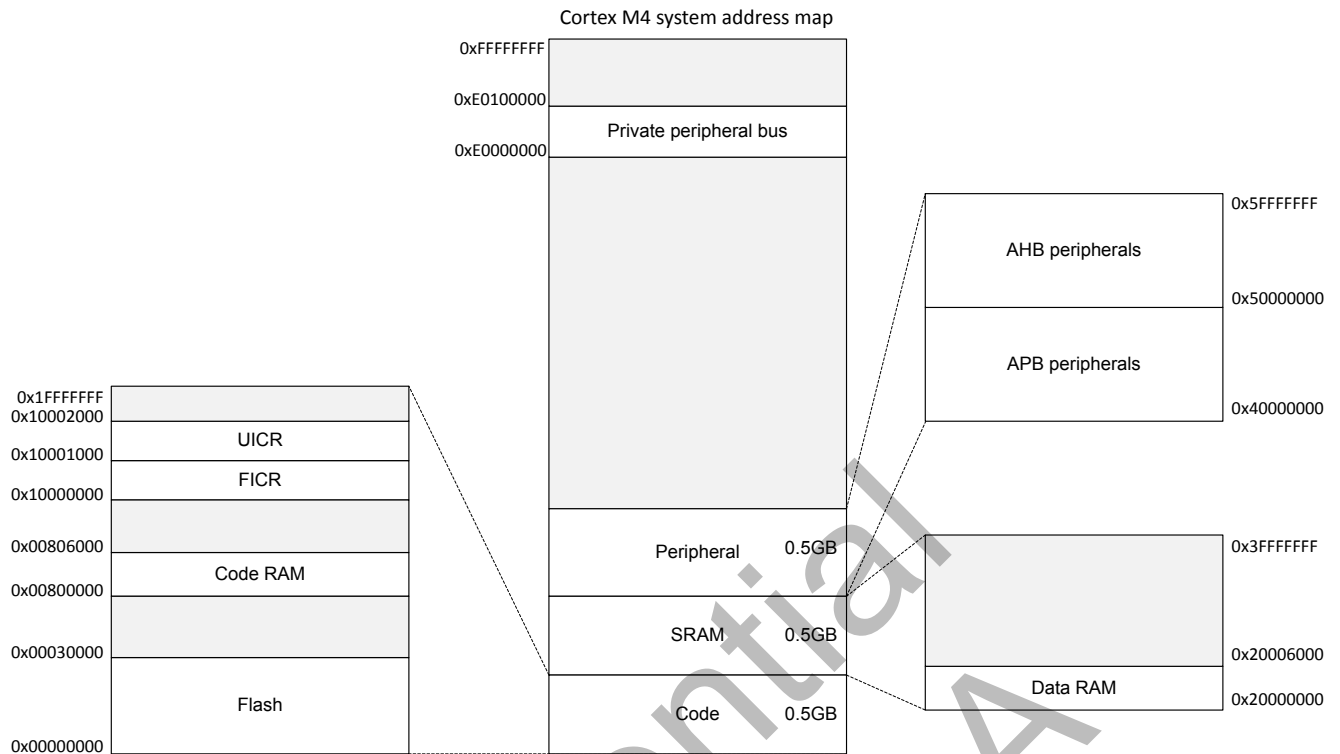 Cortex M4 system address map
0xFFFFFFFF
0xE0100000
Private peripheral bus
0xE0000000
Peripheral 0.5GB
SRAM 0.5GB
Code 0.5GB
0x1FFFFFFF
0x10002000
UICR
0x10001000
FICR
0x10000000
0x00806000
Code RAM
0x00800000
0x00030000
Flash
0x00000000
0x5FFFFFFF
AHB peripherals
0x50000000
APB peripherals
0x40000000
0x3FFFFFFF
0x20006000
Data RAM
0x20000000
ential
A